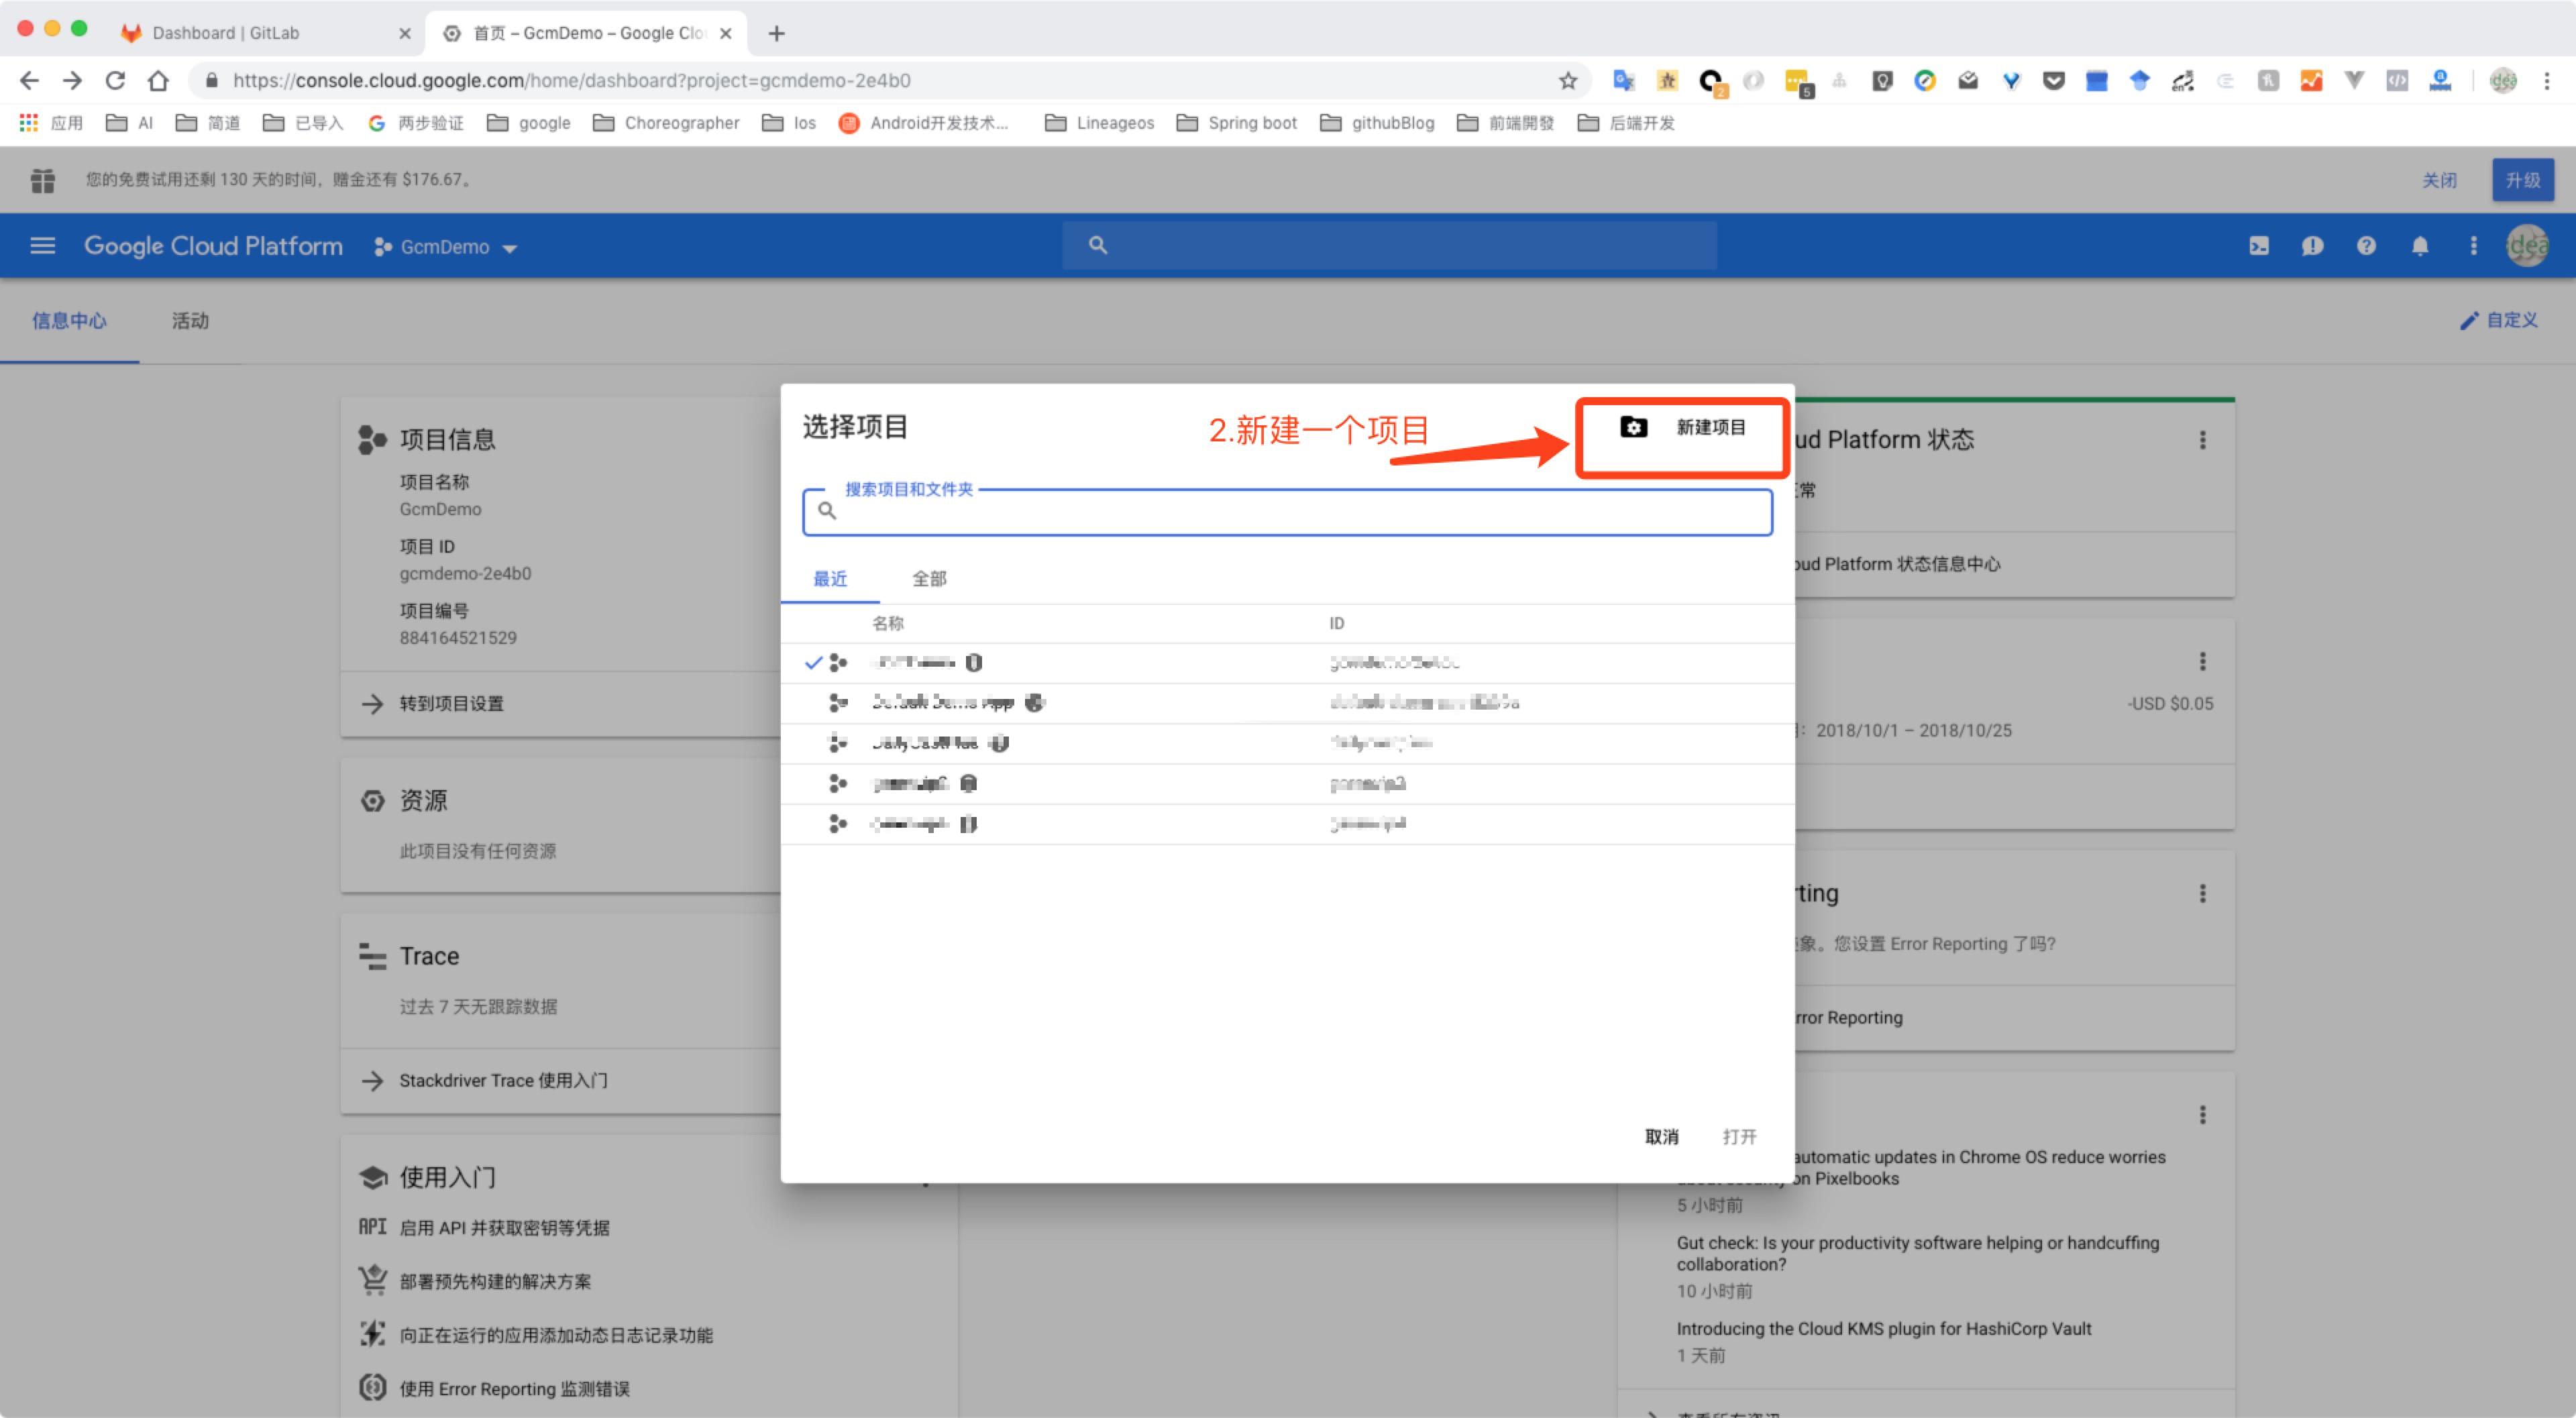 Dashboard | GitLab
首页 – GcmDemo – Google Clo
https://console.cloud.google.com/home/dashboard?project=gcmdemo-2e4b0
应用 AI 简道 已导入 两步验证 google Choreographer Ios Android开发技术... Lineageos Spring boot githubBlog 前端開發 后端开发
您的免费试用还剩 130 天的时间，赠金还有 $176.67。
关闭
升级
Google Cloud Platform
GcmDemo
信息中心
活动
自定义
项目信息
项目名称
GcmDemo
项目 ID
gcmdemo-2e4b0
项目编号
884164521529
转到项目设置
资源
此项目没有任何资源
Trace
过去 7 天无跟踪数据
Stackdriver Trace 使用入门
使用入门
API 启用 API 并获取密钥等凭据
部署预先构建的解决方案
向正在运行的应用添加动态日志记录功能
使用 Error Reporting 监测错误
选择项目
2.新建一个项目
新建项目
搜索项目和文件夹
最近
全部
名称
ID
取消
打开
ud Platform 状态
常
oud Platform 状态信息中心
-USD $0.05
2018/10/1 – 2018/10/25
rting
象。您设置 Error Reporting 了吗?
rror Reporting
automatic updates in Chrome OS reduce worries
on Pixelbooks
5 小时前
Gut check: Is your productivity software helping or handcuffing
collaboration?
10 小时前
Introducing the Cloud KMS plugin for HashiCorp Vault
1 天前